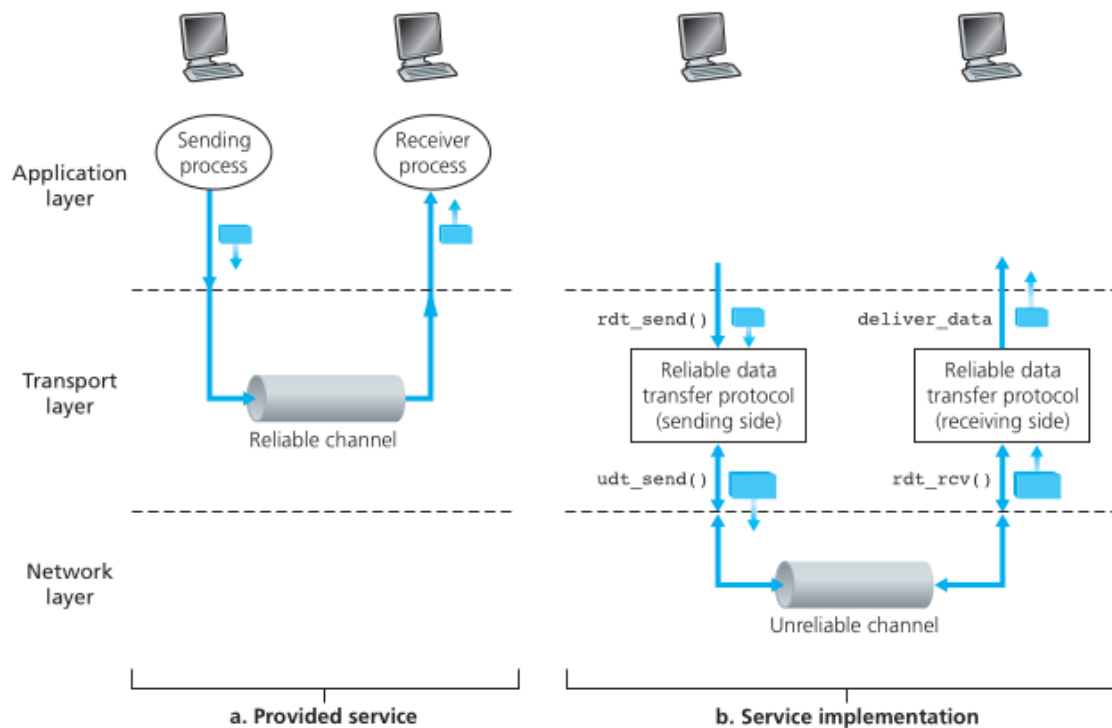 Sending
process
Receiver
process
Application
layer
rdt_send()
deliver_data
Transport
layer
Reliable channel
Reliable data
transfer protocol
(sending side)
Reliable data
transfer protocol
(receiving side)
udt_send()
rdt_rcv()
Network
layer
Unreliable channel
a. Provided service
b. Service implementation